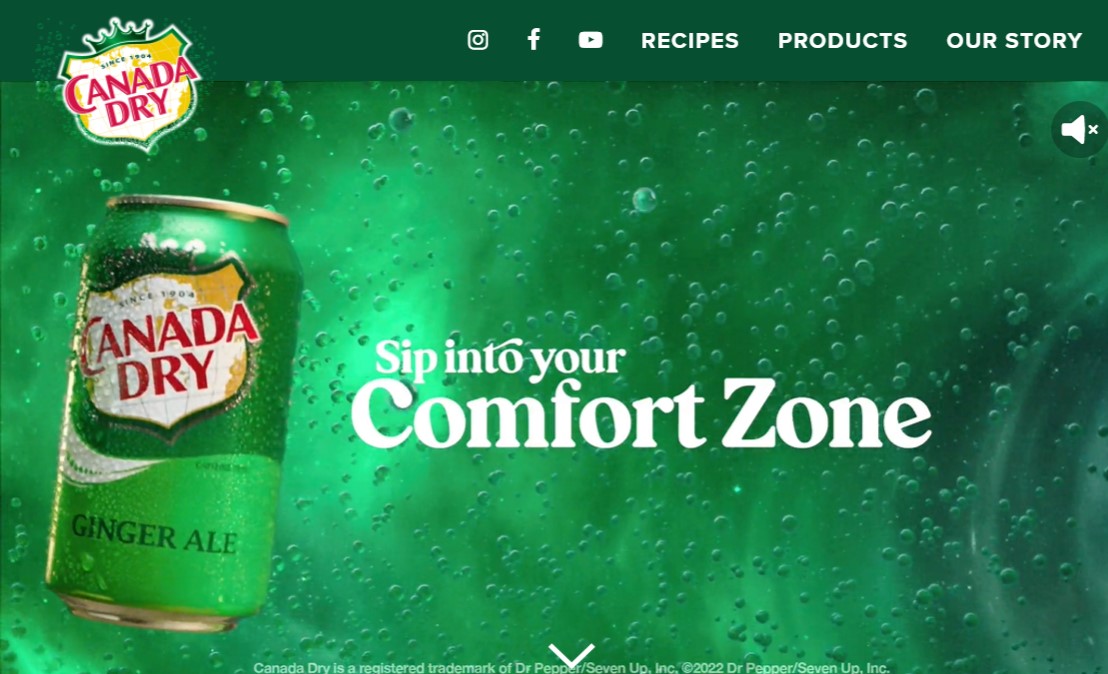 SINCE 1904
CANADA
DRY
RECIPES
PRODUCTS
OUR STORY
SINCE 1904
CANADA
DRY
GINGER ALE
Sip into your
Comfort Zone
Canada Dry is a registered trademark of Dr Pepper/Seven Up, Inc. ©2022 Dr Pepper/Seven Up, Inc.